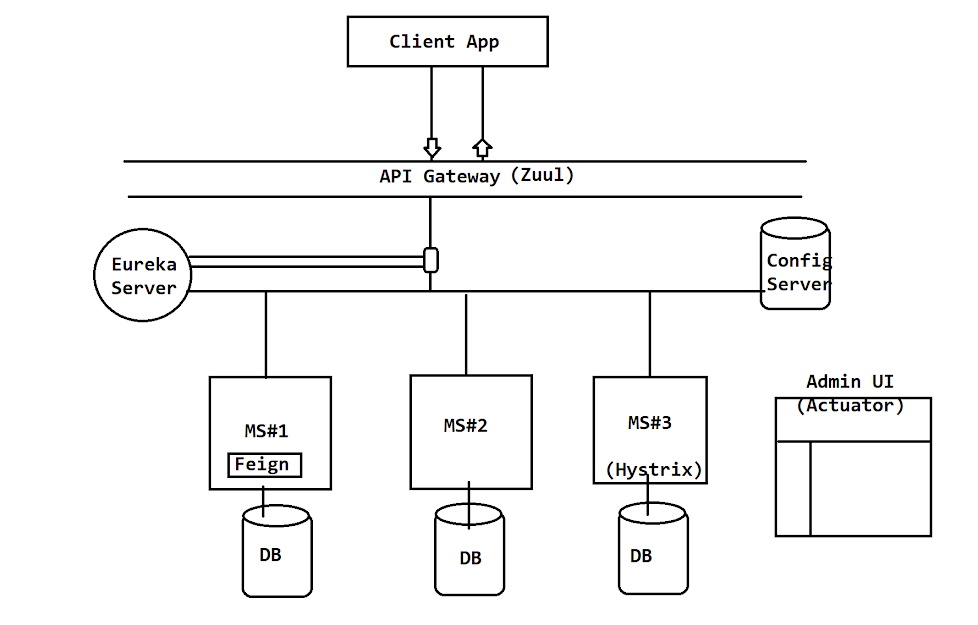 Client App
API Gateway (Zuul)
Eureka
Server
Config
Server
Admin UI
(Actuator)
MS#1
Feign
MS#2
MS#3
(Hystrix)
DB
DB
DB